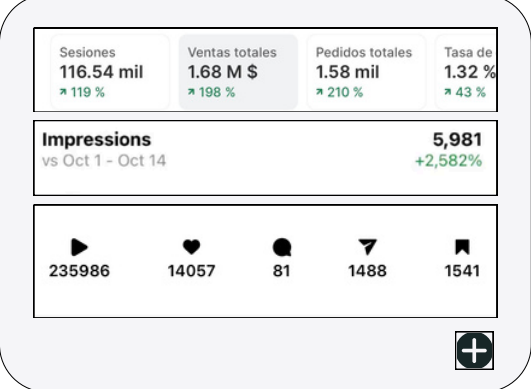 Sesiones Ventas totales Pedidos totales Tasa de
116.54 mil 1.68 M $ 1.58 mil 1.32 %
119 % 198 % 210 % 43 %
Impressions 5,981
vs Oct 1 - Oct 14 +2,582%
235986 14057 81 1488 1541